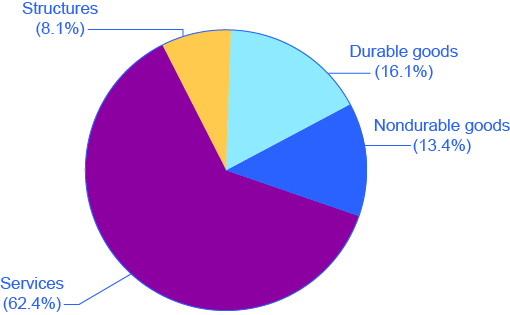 Structures
(8.1%)
Durable goods
(16.1%)
Nondurable goods
(13.4%)
Services
(62.4%)